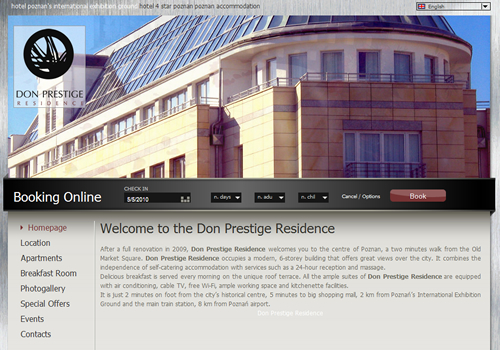 hotel poznan's international exhibition ground hotel 4 star poznan poznan accommodation
English
DON PRESTIGE
RESIDENCE
Booking Online
CHECK IN
5/5/2010
n. days
n. adu
n. chil
Cancel / Options
Book
Homepage
Location
Apartments
Breakfast Room
Photogallery
Special Offers
Events
Contacts
Welcome to the Don Prestige Residence
After a full renovation in 2009, Don Prestige Residence welcomes you to the centre of Poznan, a two minutes walk from the Old
Market Square. Don Prestige Residence occupies a modern, 6-storey building that offers great views over the city. It combines the
independence of self-catering accommodation with services such as a 24-hour reception and massage.
Delicious breakfast is served every morning on the unique roof terrace. All the ample suites of Don Prestige Residence are equipped
with air conditioning, cable TV, free Wi-Fi, ample working space and kitchenette facilities.
It is just 2 minutes on foot from the city's historical centre, 5 minutes to big shopping mall, 2 km from Poznań's International Exhibition
Ground and the main train station, 8 km from Poznań airport.
Don Prestige Residence